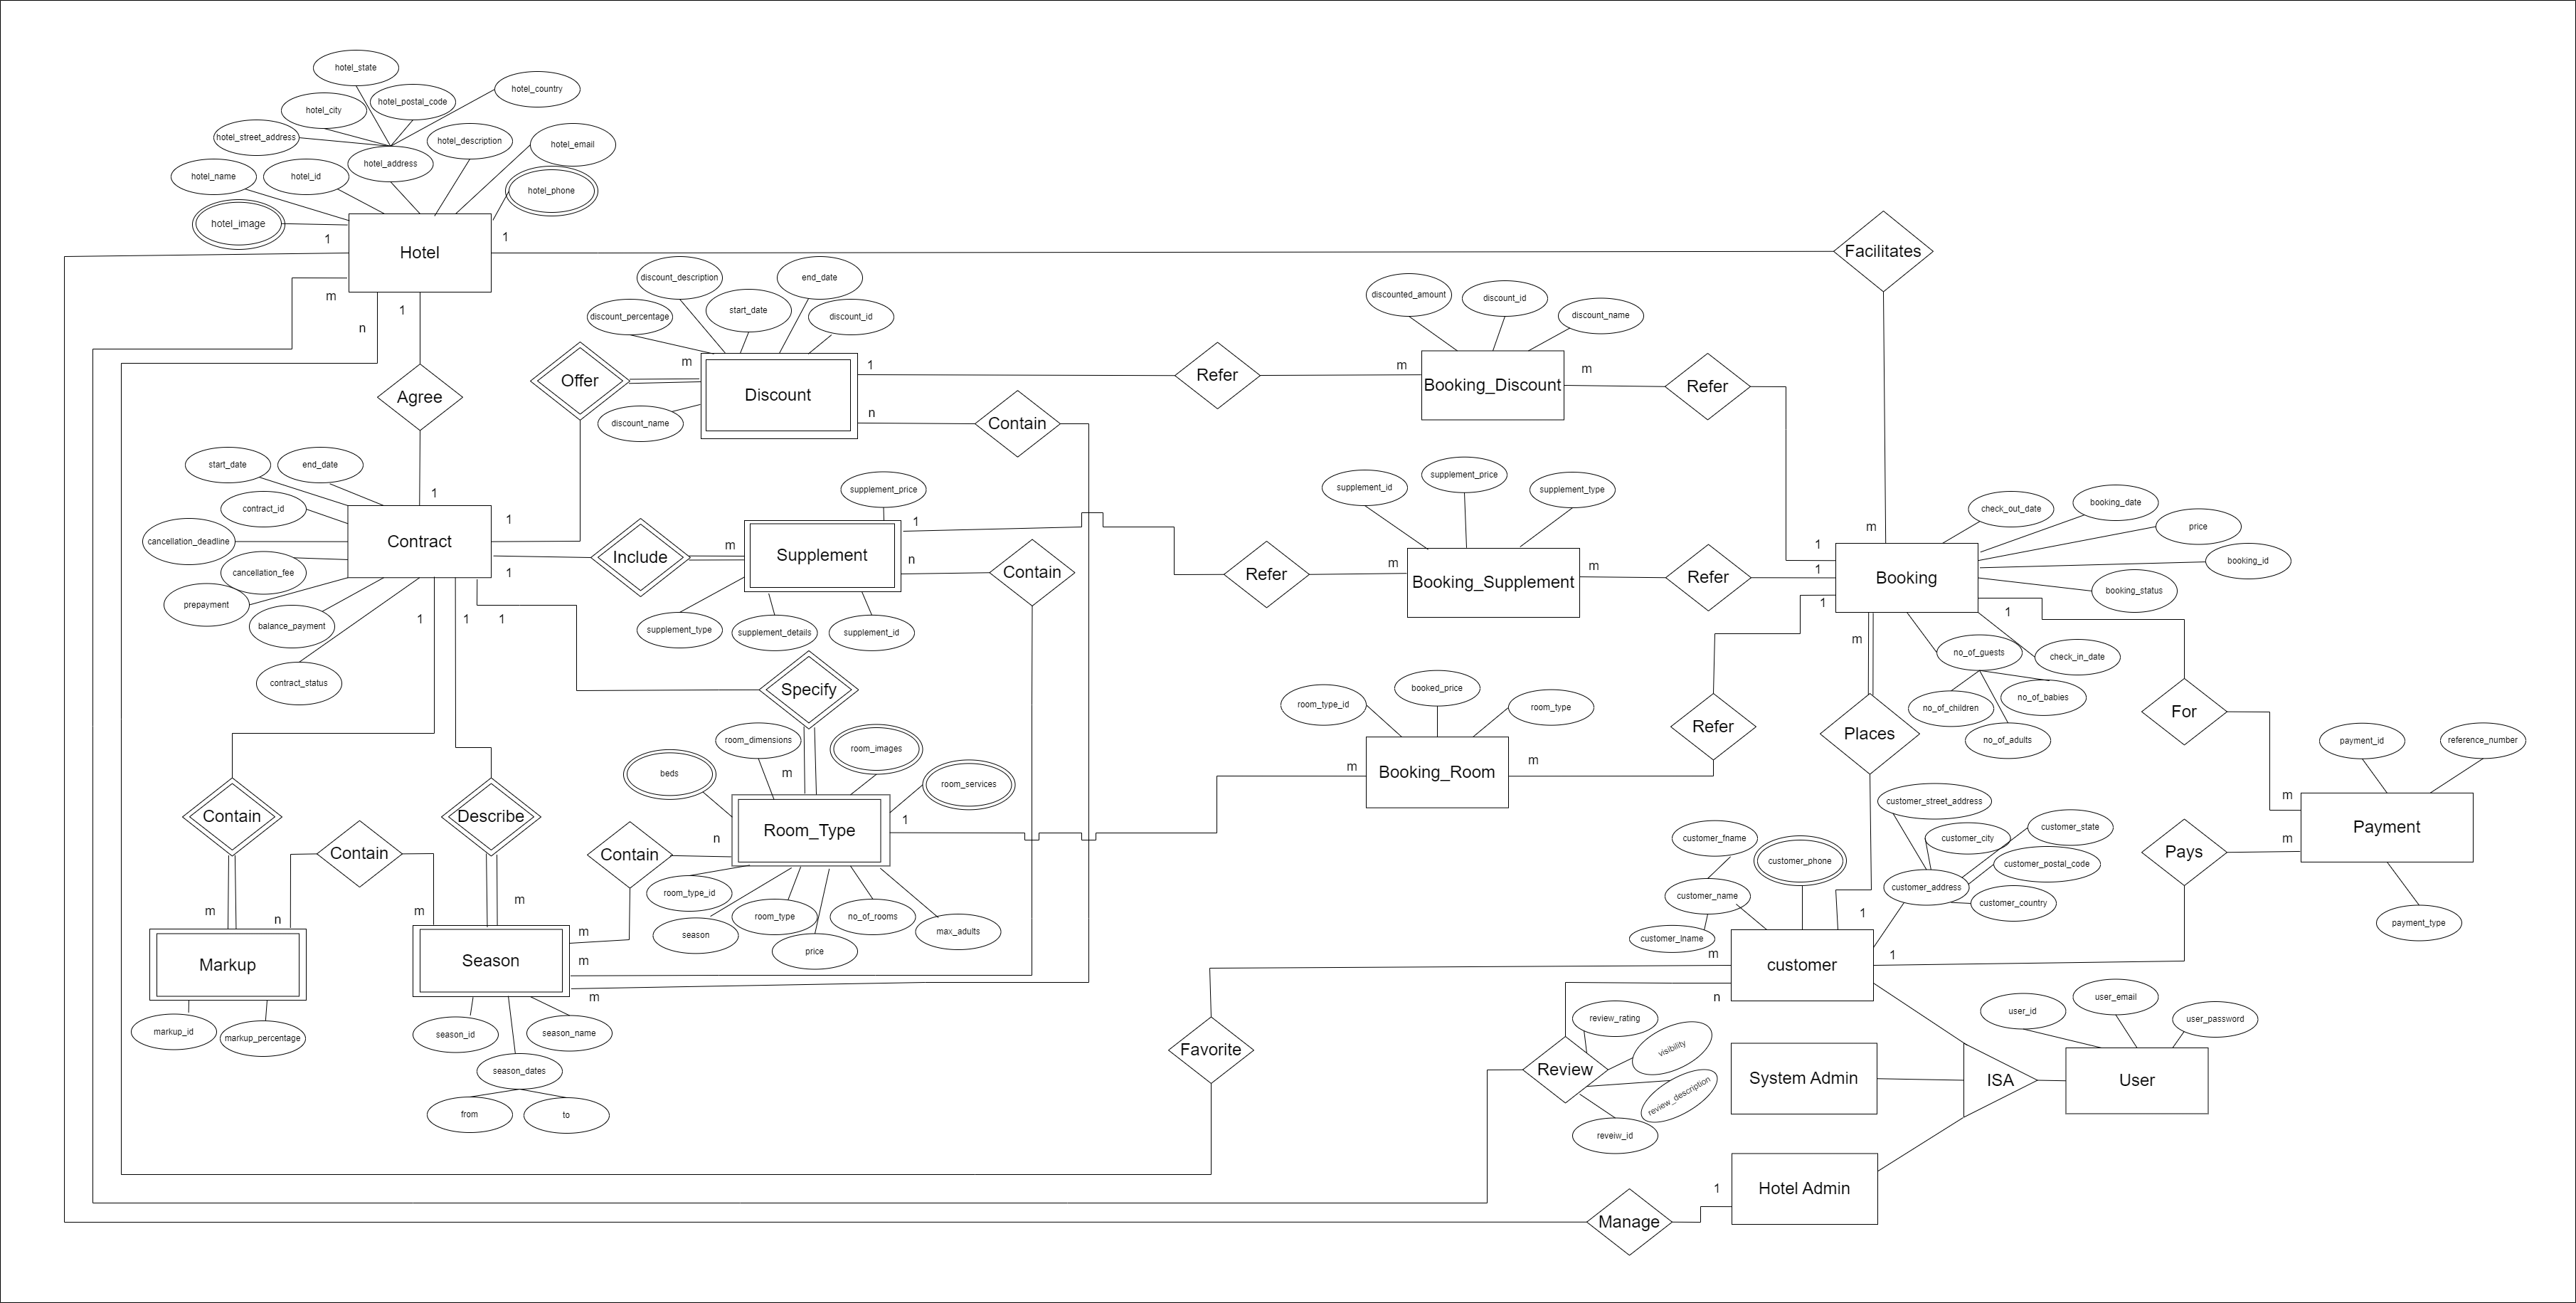 hotel_state
hotel_country
hotel_city
hotel_postal_code
hotel_street_address
hotel_description
hotel_email
hotel_address
hotel_name
hotel_id
hotel_phone
hotel_image
1
Hotel
1
m
n
1
Facilitates
discount_description
end_date
start_date
discount_percentage
discount_id
m
Offer
Discount
discount_name
1
n
Refer
Contain
discounted_amount
discount_id
discount_name
m
Booking_Discount
m
Refer
Agree
start_date
end_date
contract_id
cancellation_deadline
cancellation_fee
prepayment
balance_payment
contract_status
1
Contract
1
1
1
1
1
Include
m
supplement_price
1
Supplement
n
supplement_type
supplement_details
supplement_id
Contain
Refer
m
supplement_id
supplement_price
supplement_type
Booking_Supplement
m
Refer
m
1
1
1
Booking
check_out_date
booking_date
price
booking_id
booking_status
1
m
no_of_guests
check_in_date
no_of_children
no_of_babies
no_of_adults
For
Specify
room_dimensions
room_images
beds
room_services
m
n
1
Room_Type
Contain
room_type_id
season
room_type
price
no_of_rooms
max_adults
room_type_id
booked_price
room_type
m
Booking_Room
m
Refer
Places
payment_id
reference_number
m
Payment
m
Pays
payment_type
Contain
Contain
Describe
m
n
m
m
Markup
markup_id
markup_percentage
Season
m
m
m
season_id
season_name
season_dates
from
to
customer_street_address
customer_fname
customer_city
customer_state
customer_phone
customer_postal_code
customer_name
customer_address
customer_country
customer_lname
1
m
customer
1
n
Favorite
review_rating
visibility
Review
review_description
reveiw_id
System Admin
ISA
user_id
user_email
user_password
User
1
Hotel Admin
Manage